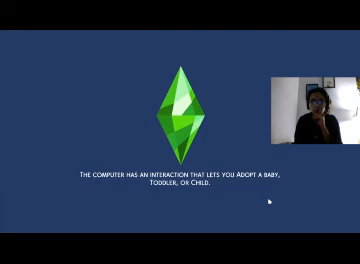 The computer has an interaction that lets you Adopt a baby,
Toddler, or Child.